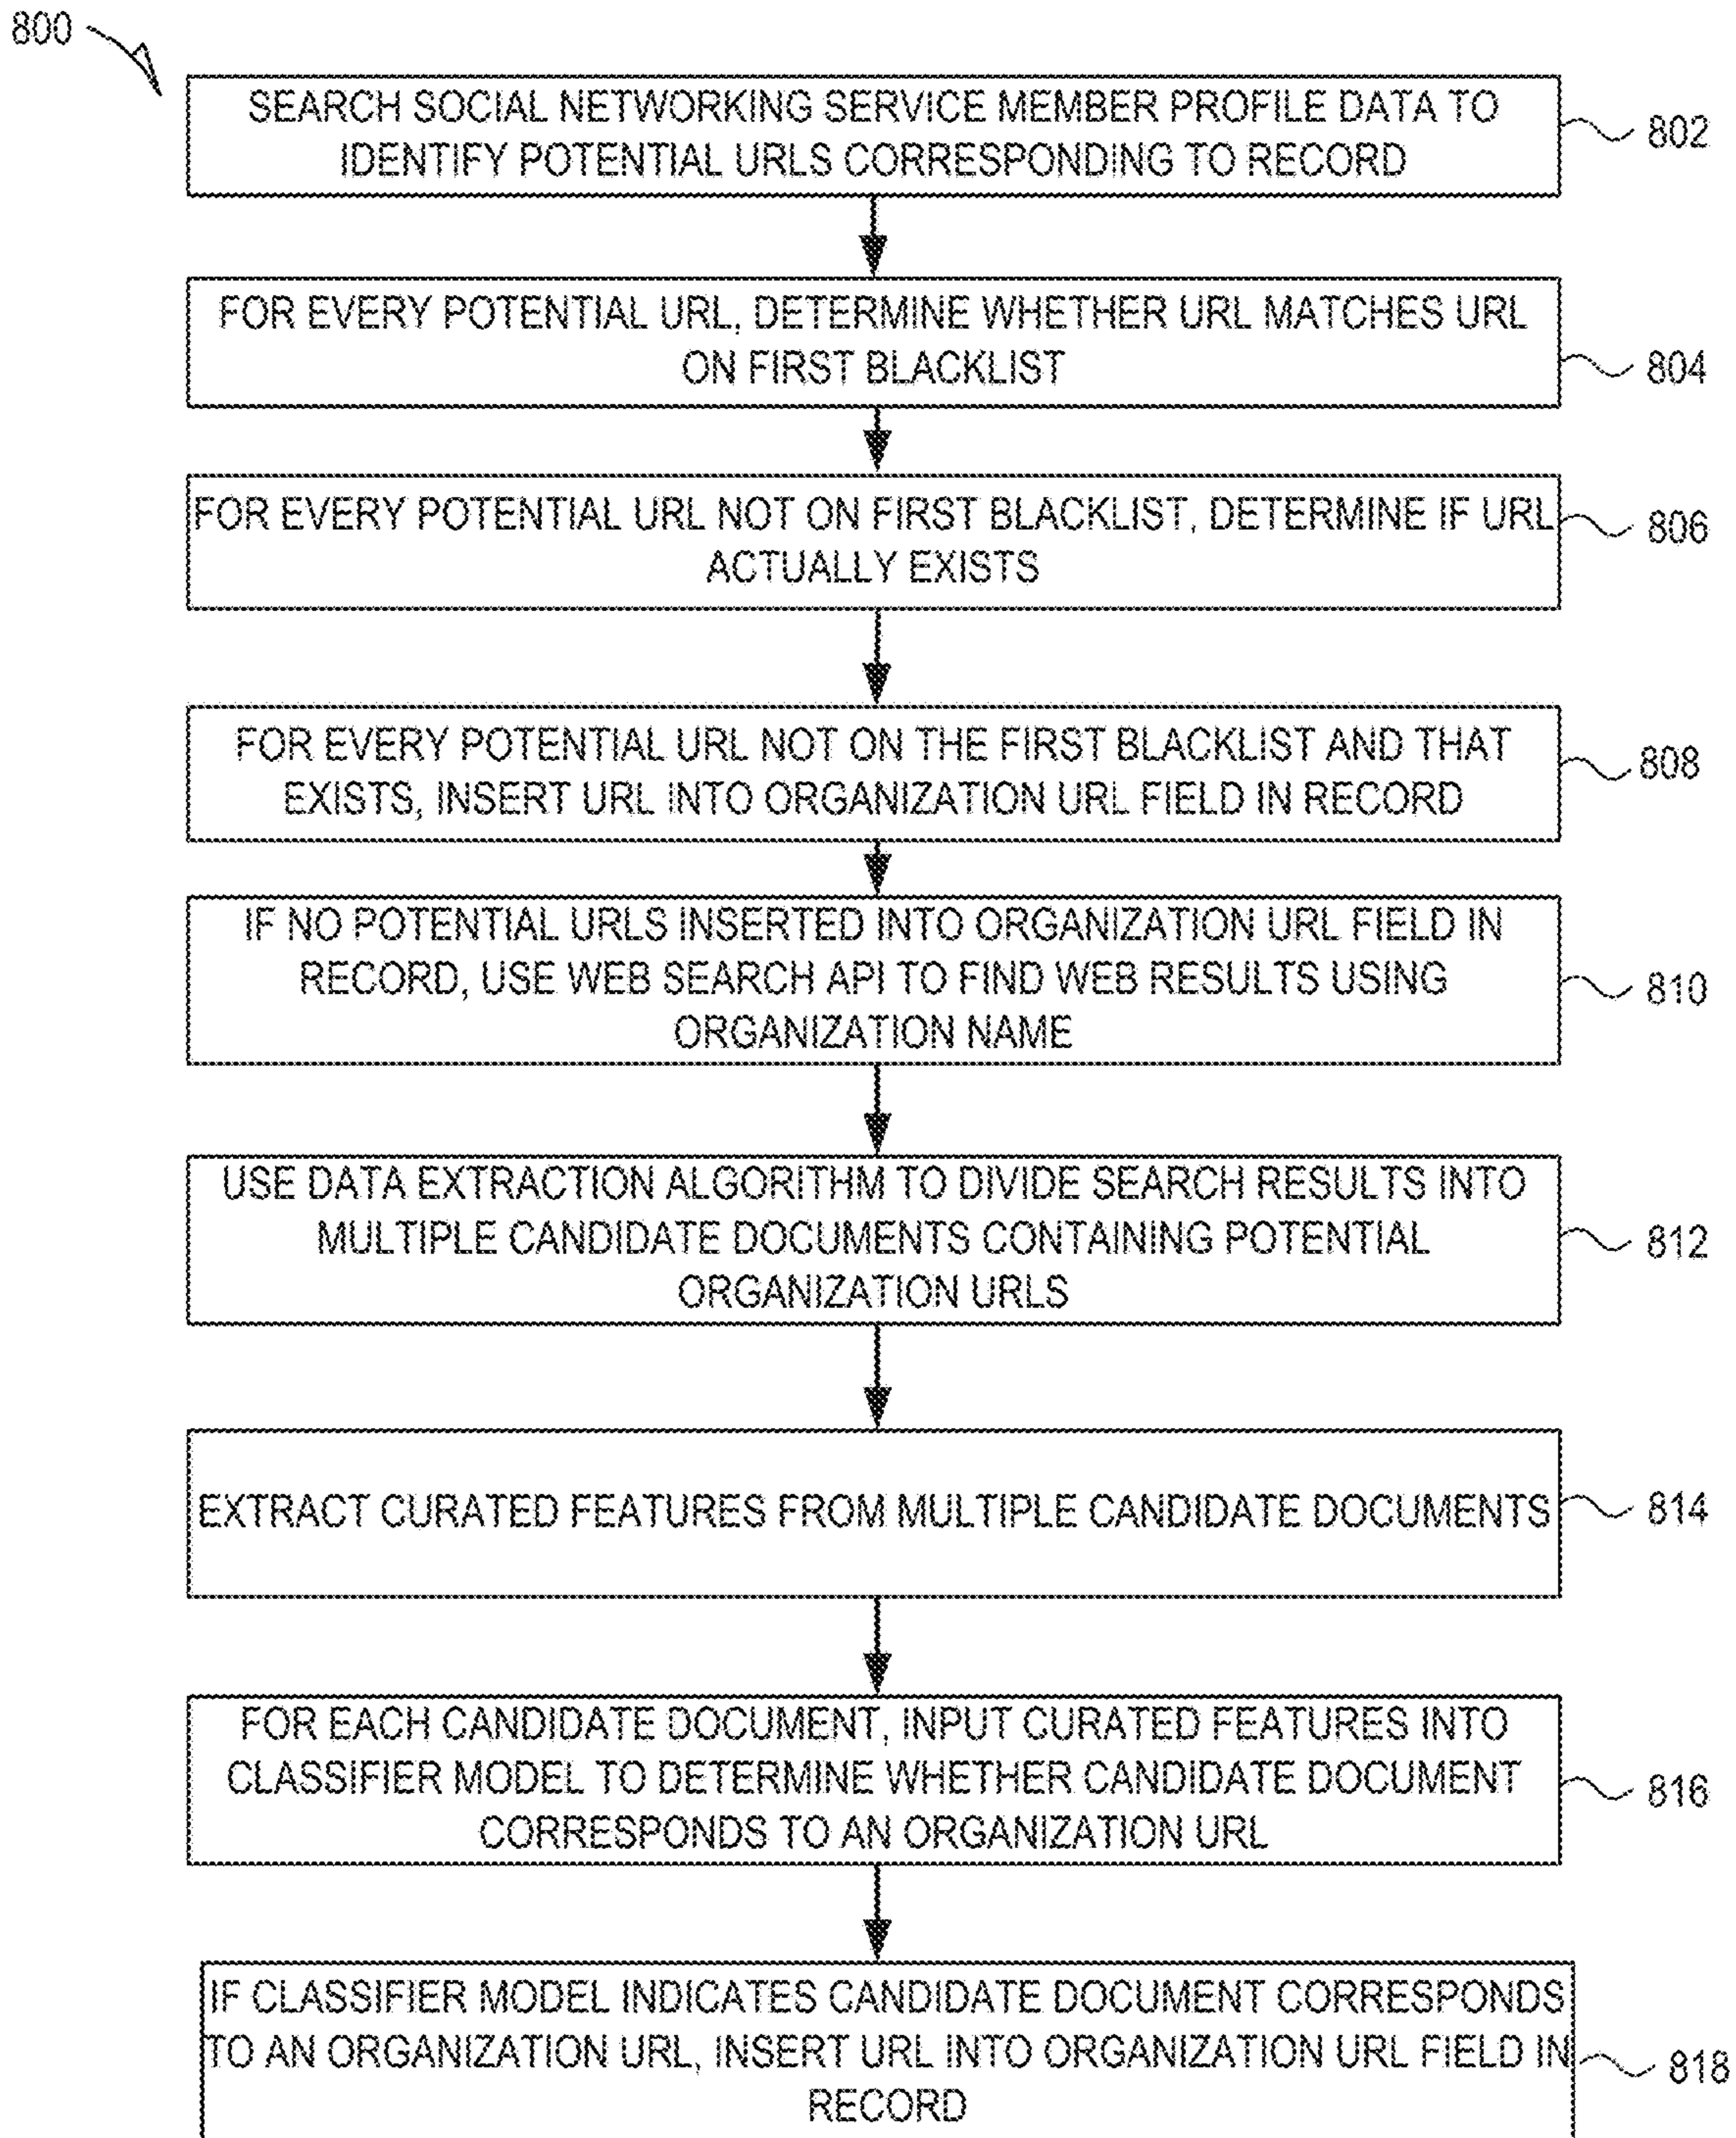 800
SEARCH SOCIAL NETWORKING SERVICE MEMBER PROFILE DATA TO
IDENTIFY POTENTIAL URLS CORRESPONDING TO RECORD
802
FOR EVERY POTENTIAL URL, DETERMINE WHETHER URL MATCHES URL
ON FIRST BLACKLIST
804
FOR EVERY POTENTIAL URL NOT ON FIRST BLACKLIST, DETERMINE IF URL
ACTUALLY EXISTS
806
FOR EVERY POTENTIAL URL NOT ON THE FIRST BLACKLIST AND THAT
EXISTS, INSERT URL INTO ORGANIZATION URL FIELD IN RECORD
808
IF NO POTENTIAL URLS INSERTED INTO ORGANIZATION URL FIELD IN
RECORD, USE WEB SEARCH API TO FIND WEB RESULTS USING
ORGANIZATION NAME
810
USE DATA EXTRACTION ALGORITHM TO DIVIDE SEARCH RESULTS INTO
MULTIPLE CANDIDATE DOCUMENTS CONTAINING POTENTIAL
ORGANIZATION URLS
812
EXTRACT CURATED FEATURES FROM MULTIPLE CANDIDATE DOCUMENTS
814
FOR EACH CANDIDATE DOCUMENT, INPUT CURATED FEATURES INTO
CLASSIFIER MODEL TO DETERMINE WHETHER CANDIDATE DOCUMENT
CORRESPONDS TO AN ORGANIZATION URL
816
IF CLASSIFIER MODEL INDICATES CANDIDATE DOCUMENT CORRESPONDS
TO AN ORGANIZATION URL, INSERT URL INTO ORGANIZATION URL FIELD IN
RECORD
818